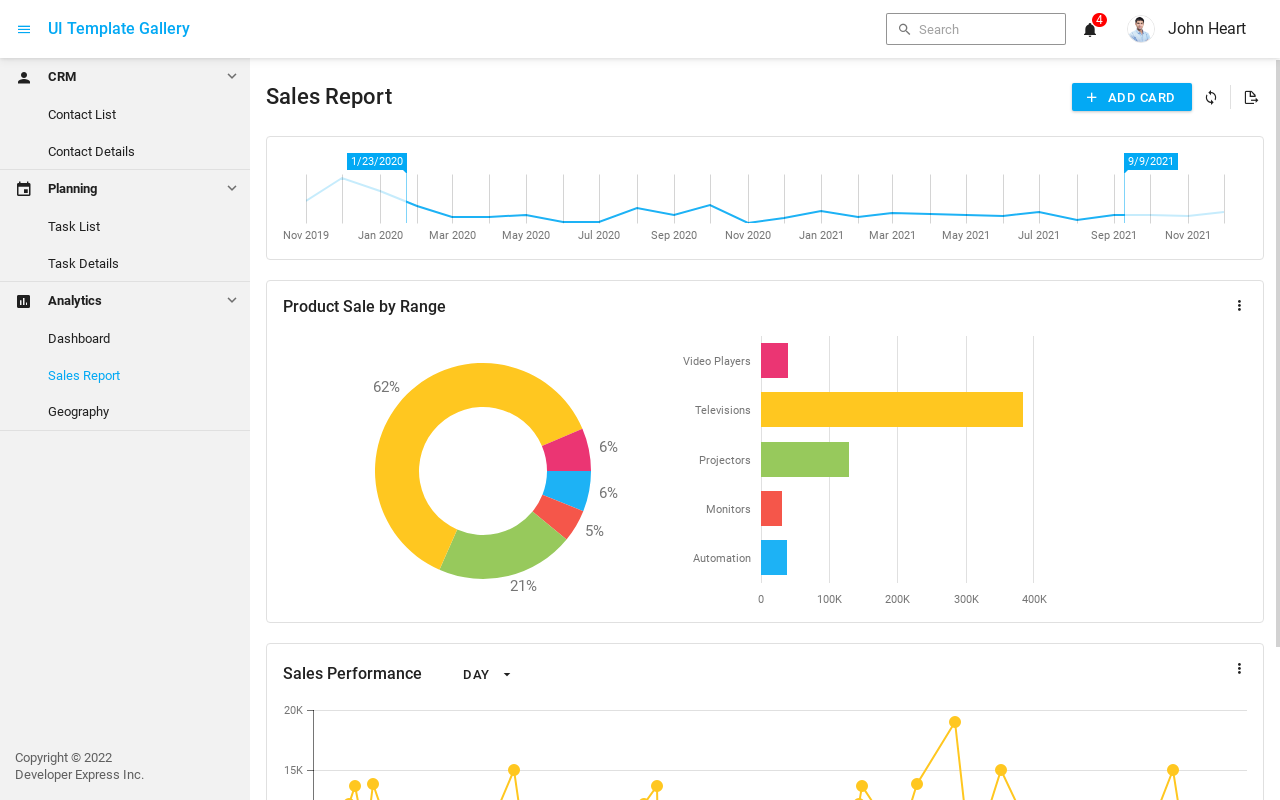 UI Template Gallery
Search
4
John Heart
CRM
Contact List
Contact Details
Planning
Task List
Task Details
Analytics
Dashboard
Sales Report
Geography
Copyright © 2022
Developer Express Inc.
Sales Report
ADD CARD
1/23/2020
9/9/2021
Nov 2019 Jan 2020 Mar 2020 May 2020 Jul 2020 Sep 2020 Nov 2020 Jan 2021 Mar 2021 May 2021 Jul 2021 Sep 2021 Nov 2021
Product Sale by Range
62%
6%
6%
5%
21%
Video Players
Televisions
Projectors
Monitors
Automation
0 100K 200K 300K 400K
Sales Performance
DAY
20K
15K